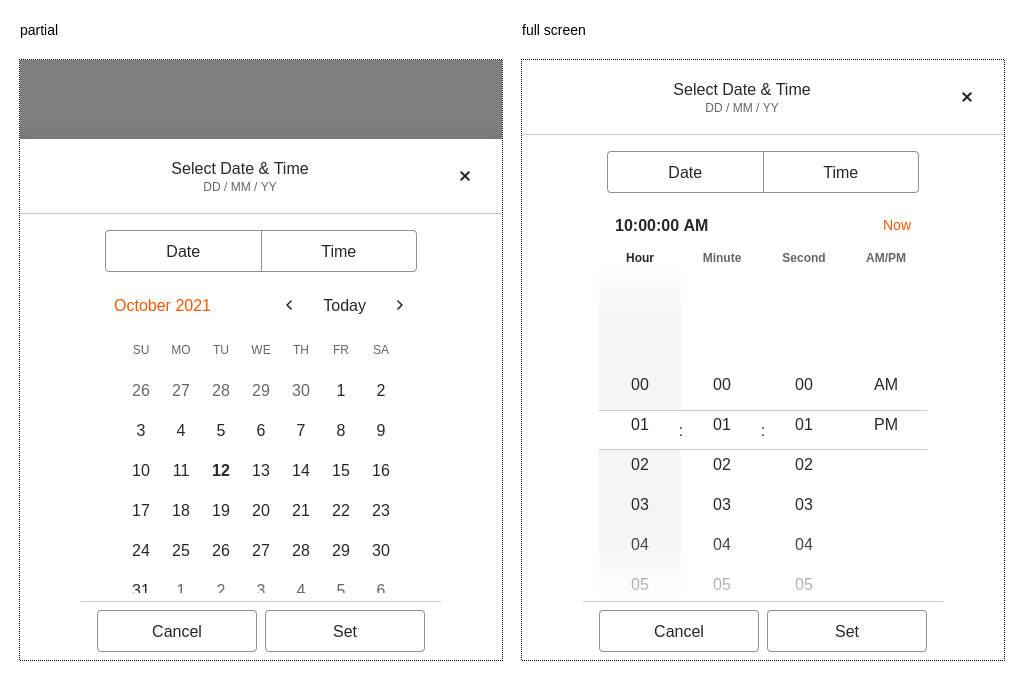 partial
Select Date & Time
DD / MM / YY
×
Date Time
October 2021 Today
SU MO TU WE TH FR SA
26 27 28 29 30 1 2
3 4 5 6 7 8 9
10 11 12 13 14 15 16
17 18 19 20 21 22 23
24 25 26 27 28 29 30
31 1 2 3 4 5 6
Cancel Set
full screen
Select Date & Time
DD / MM / YY
×
Date Time
10:00:00 AM Now
Hour Minute Second AM/PM
00 00 00 AM
01 : 01 : 01 PM
02 02 02
03 03 03
04 04 04
05 05 05
Cancel Set